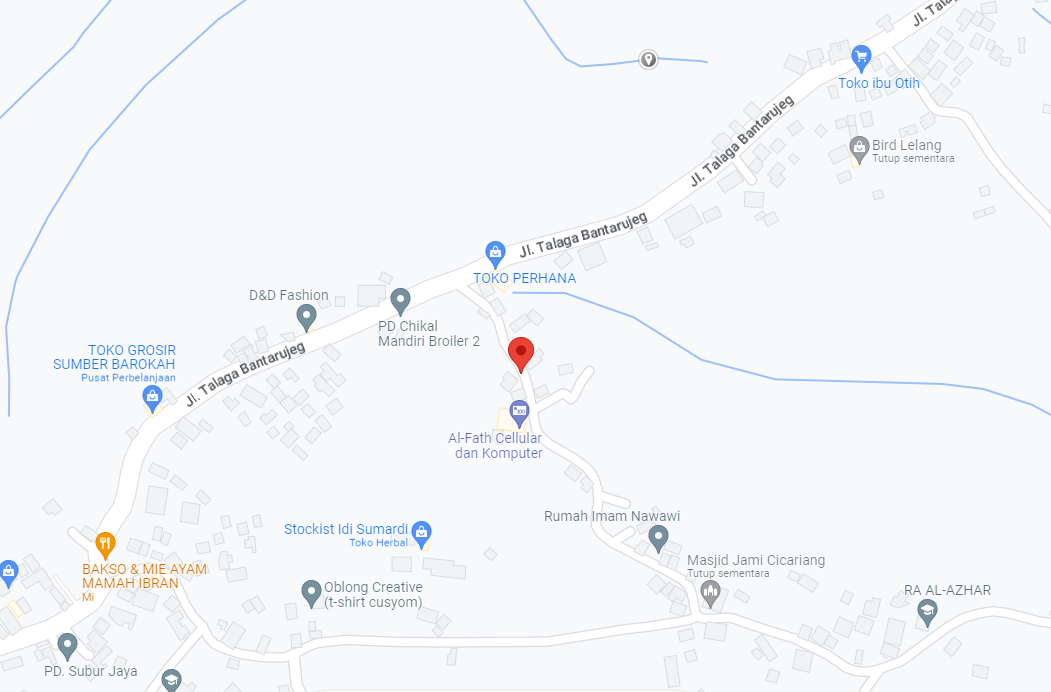 Jl. Talaga
Toko ibu Otih
Jl. Talaga Bantarujeg
Bird Lelang
Tutup sementara
Jl. Talaga Bantarujeg
TOKO PERHANA
D&D Fashion
PD Chikal
Mandiri Broiler 2
TOKO GROSIR
SUMBER BAROKAH
Pusat Perbelanjaan
Jl. Talaga Bantarujeg
Al-Fath Cellular
dan Komputer
Rumah Imam Nawawi
Stockist Idi Sumardi
Toko Herbal
BAKSO & MIE AYAM
MAMAH IBRAN
Mi
Masjid Jami Cicariang
Tutup sementara
Oblong Creative
(t-shirt cusyom)
RA AL-AZHAR
PD. Subur Jaya